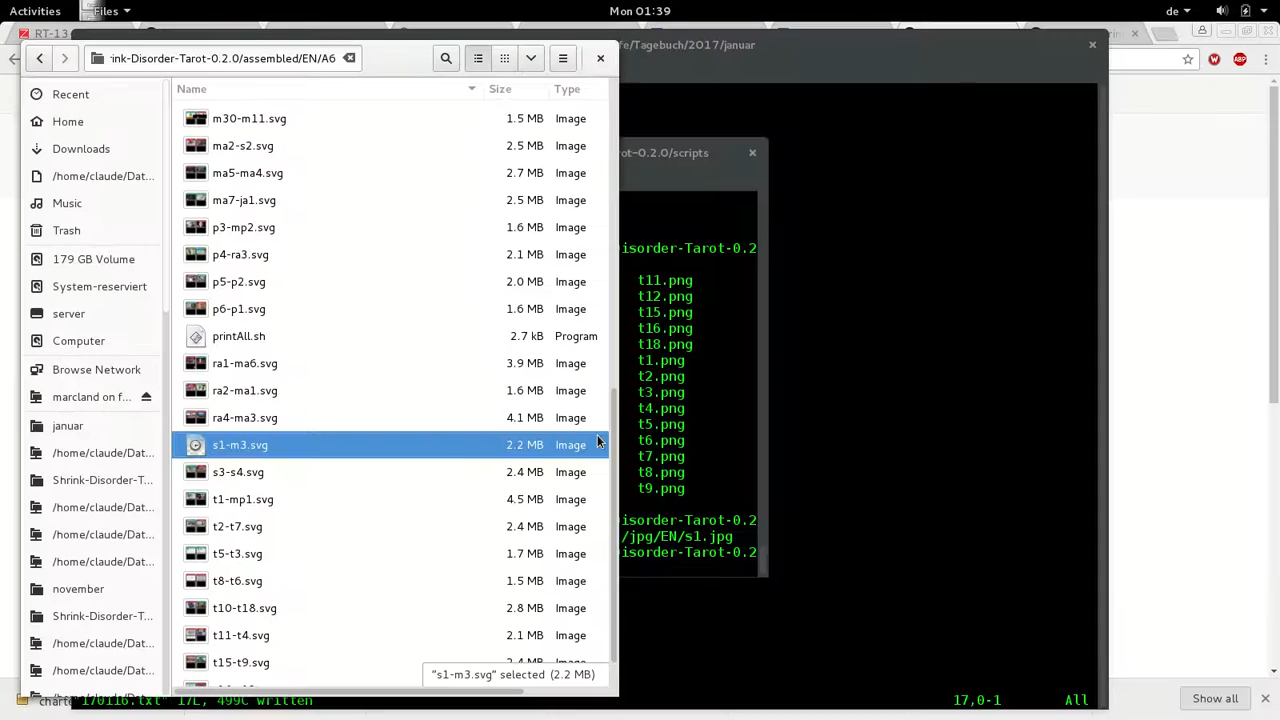 Activities Files Mon 01:39 de
RT-13
fe/Tagebuch/2017/januar
ink-Disorder-Tarot-0.2.0/assembled/EN/A6
W ABP
Name Size Type
Recent
Home
Downloads
/home/claude/Dat...
Music
Trash
179 GB Volume
System-reserviert
server
Computer
Browse Network
marcland on f...
januar
/home/claude/Dat...
Shrink-Disorder-T...
/home/claude/Dat...
/home/claude/Dat...
/home/claude/Dat...
november
Shrink-Disorder-T...
/home/claude/Dat...
/home/claude/Dat...
m30-m11.svg 1.5 MB Image
ma2-s2.svg 2.5 MB Image
ma5-ma4.svg 2.7 MB Image
ma7-ja1.svg 2.5 MB Image
p3-mp2.svg 1.6 MB Image
p4-ra3.svg 2.1 MB Image
p5-p2.svg 2.0 MB Image
p6-p1.svg 1.6 MB Image
printAll.sh 2.7 kB Program
ra1-ma6.svg 3.9 MB Image
ra2-ma1.svg 1.6 MB Image
ra4-ma3.svg 4.1 MB Image
s1-m3.svg 2.2 MB Image
s3-s4.svg 2.4 MB Image
t1-mp1.svg 4.5 MB Image
t2-t7.svg 2.4 MB Image
t5-t3.svg 1.7 MB Image
t8-t6.svg 1.5 MB Image
t10-t18.svg 2.8 MB Image
t11-t4.svg 2.1 MB Image
t15-t9.svg 2.4 MB Image
"s1-m3.svg" selected (2.2 MB)
rot-0.2.0/scripts
isorder-Tarot-0.2
t11.png
t12.png
t15.png
t16.png
t18.png
t1.png
t2.png
t3.png
t4.png
t5.png
t6.png
t7.png
t8.png
t9.png
isorder-Tarot-0.2
/jpg/EN/s1.jpg
isorder-Tarot-0.2
"170116.txt" 17L, 499C written 17,0-1 All
Show all